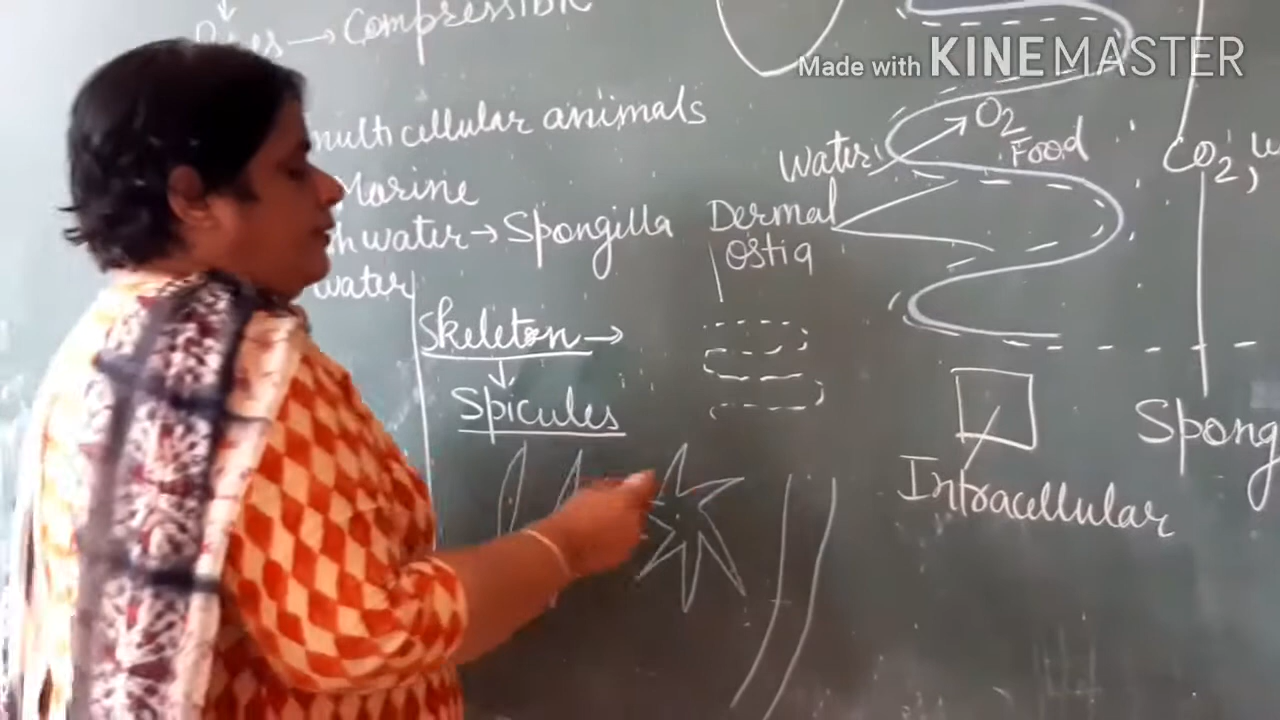 → Compression
Made with KINEMASTER
multicellular animals
Marine
water → Spongilla
water
Skeleton →
Spicules
Water
O2
Food
Dermal
Ostia
CO2,
Intracellular
Spong